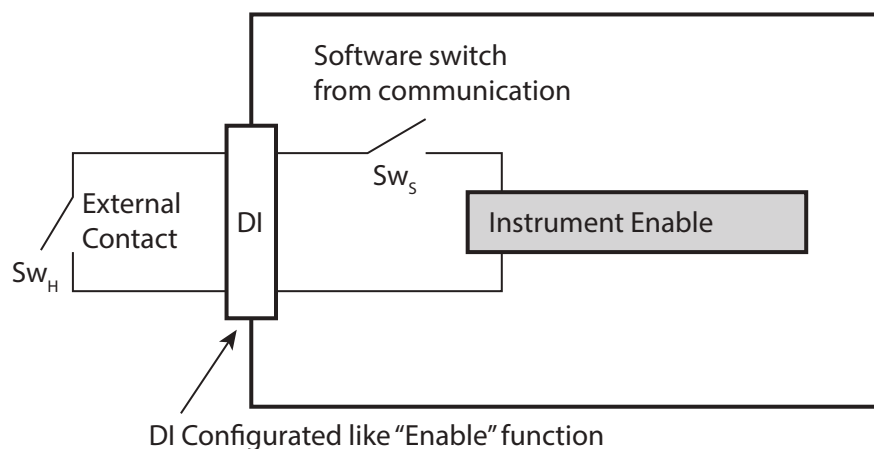 Software switch
from communication
Sw_S
External
Contact
DI
Instrument Enable
Sw_H
DI Configurated like “Enable” function